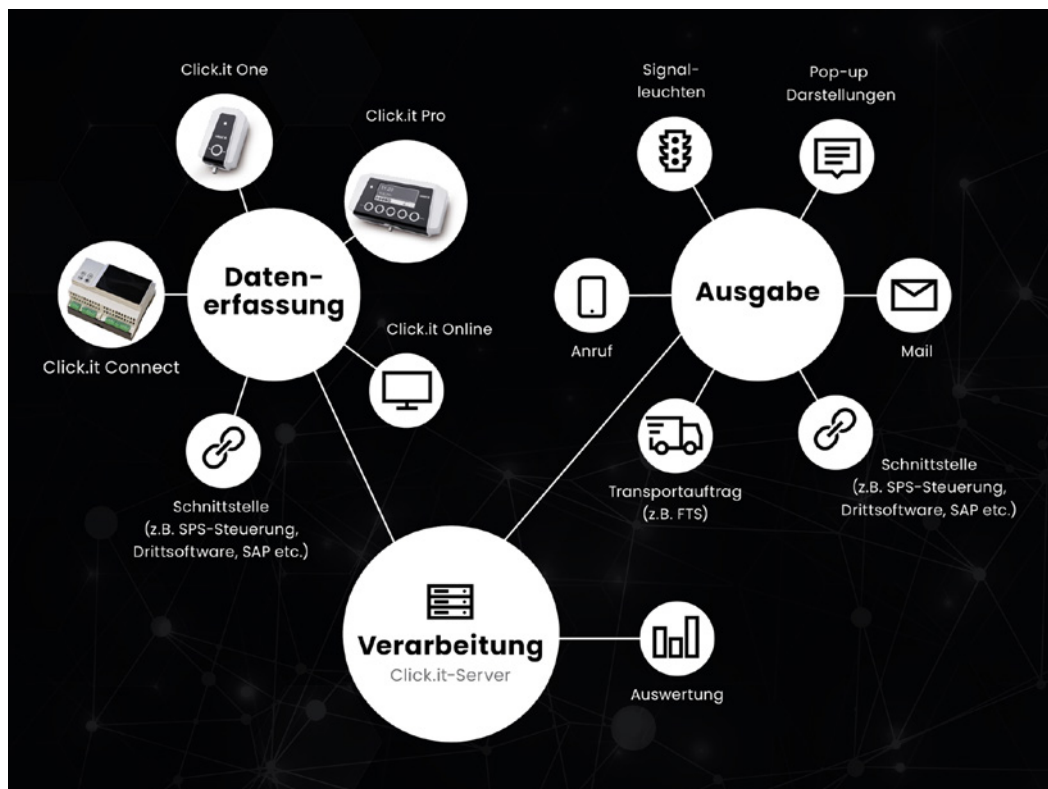 Click.it One
Click.it Pro
Daten-
erfassung
Click.it Online
Click.it Connect
Schnittstelle
(z.B. SPS-Steuerung,
Drittsoftware, SAP etc.)
Signal-
leuchten
Pop-up
Darstellungen
Ausgabe
Anruf
Mail
Transportauftrag
(z.B. FTS)
Schnittstelle
(z.B. SPS-Steuerung,
Drittsoftware, SAP etc.)
Verarbeitung
Click.it-Server
Auswertung